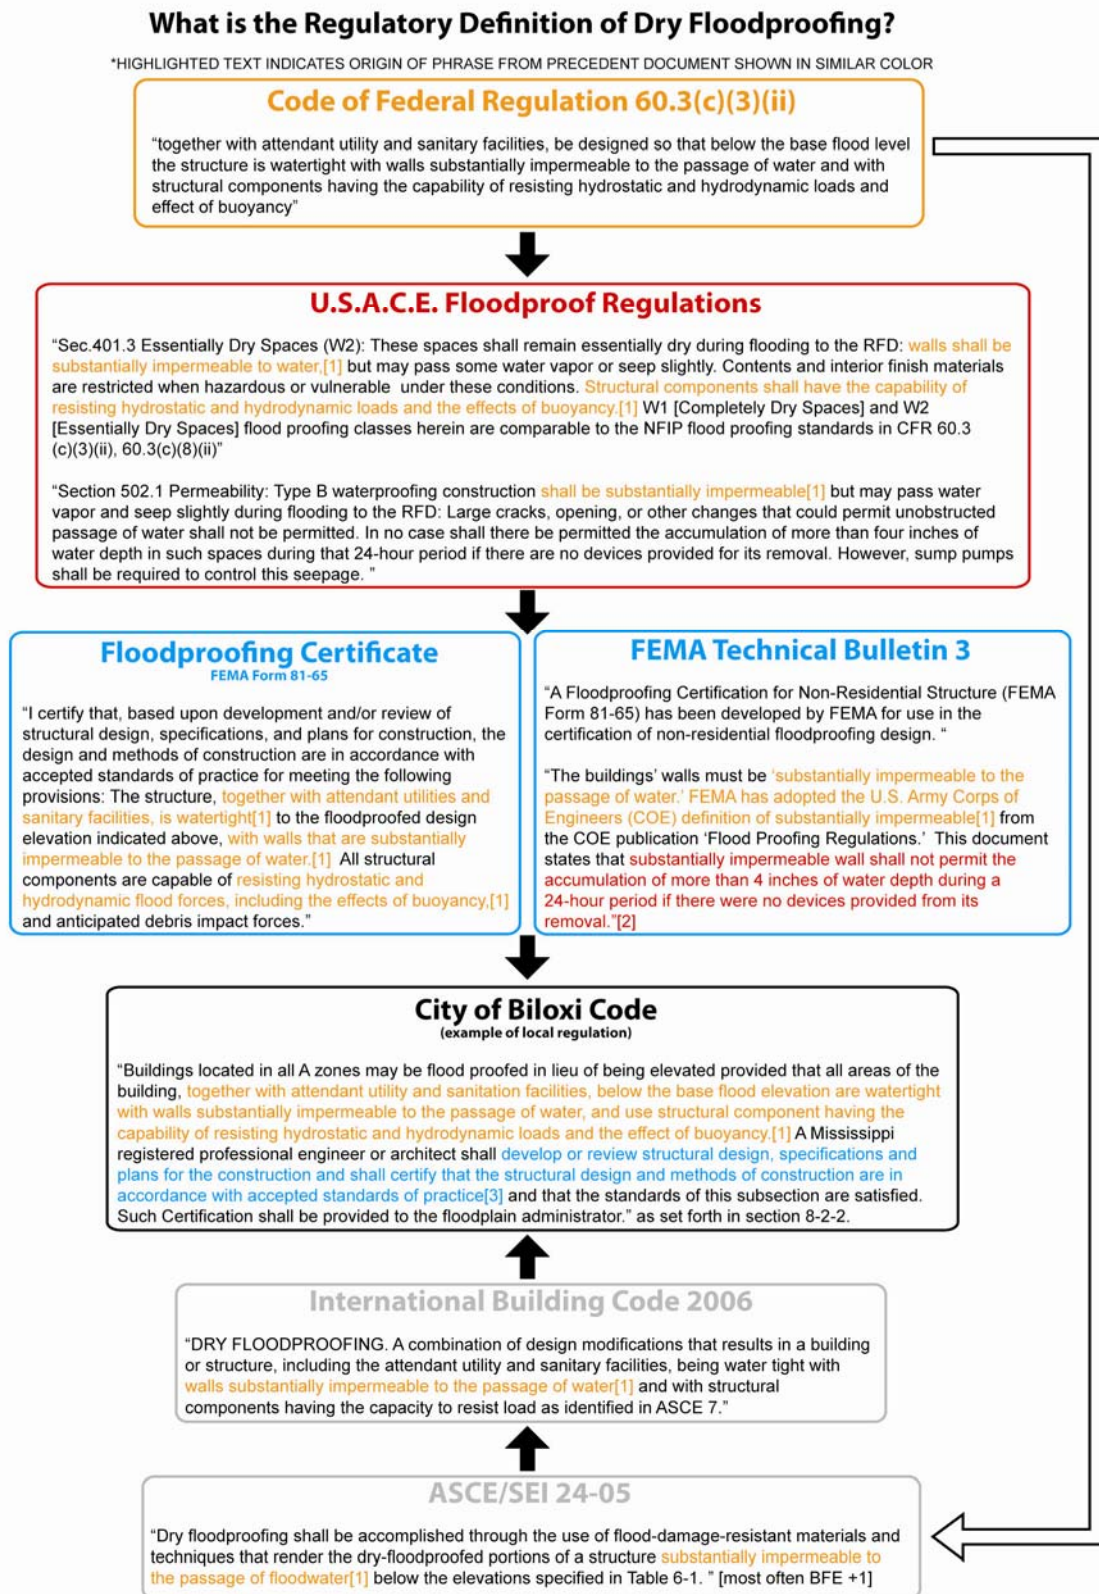 What is the Regulatory Definition of Dry Floodproofing?
*HIGHLIGHTED TEXT INDICATES ORIGIN OF PHRASE FROM PRECEDENT DOCUMENT SHOWN IN SIMILAR COLOR
Code of Federal Regulation 60.3(c)(3)(ii)
“together with attendant utility and sanitary facilities, be designed so that below the base flood level
the structure is watertight with walls substantially impermeable to the passage of water and with
structural components having the capability of resisting hydrostatic and hydrodynamic loads and
effect of buoyancy”
U.S.A.C.E. Floodproof Regulations
“Sec.401.3 Essentially Dry Spaces (W2): These spaces shall remain essentially dry during flooding to the RFD: walls shall be
substantially impermeable to water,[1] but may pass some water vapor or seep slightly. Contents and interior finish materials
are restricted when hazardous or vulnerable under these conditions. Structural components shall have the capability of
resisting hydrostatic and hydrodynamic loads and the effects of buoyancy.[1] W1 [Completely Dry Spaces] and W2
[Essentially Dry Spaces] flood proofing classes herein are comparable to the NFIP flood proofing standards in CFR 60.3
(c)(3)(ii), 60.3(c)(8)(ii)”
“Section 502.1 Permeability: Type B waterproofing construction shall be substantially impermeable[1] but may pass water
vapor and seep slightly during flooding to the RFD: Large cracks, opening, or other changes that could permit unobstructed
passage of water shall not be permitted. In no case shall there be permitted the accumulation of more than four inches of
water depth in such spaces during that 24-hour period if there are no devices provided for its removal. However, sump pumps
shall be required to control this seepage. ”
Floodproofing Certificate
FEMA Form 81-65
“I certify that, based upon development and/or review of
structural design, specifications, and plans for construction, the
design and methods of construction are in accordance with
accepted standards of practice for meeting the following
provisions: The structure, together with attendant utilities and
sanitary facilities, is watertight[1] to the floodproofed design
elevation indicated above, with walls that are substantially
impermeable to the passage of water.[1] All structural
components are capable of resisting hydrostatic and
hydrodynamic flood forces, including the effects of buoyancy,[1]
and anticipated debris impact forces.”
FEMA Technical Bulletin 3
“A Floodproofing Certification for Non-Residential Structure (FEMA
Form 81-65) has been developed by FEMA for use in the
certification of non-residential floodproofing design. “
“The buildings’ walls must be ‘substantially impermeable to the
passage of water.’ FEMA has adopted the U.S. Army Corps of
Engineers (COE) definition of substantially impermeable[1] from
the COE publication ‘Flood Proofing Regulations.’ This document
states that substantially impermeable wall shall not permit the
accumulation of more than 4 inches of water depth during a
24-hour period if there were no devices provided from its
removal.”[2]
City of Biloxi Code
(example of local regulation)
“Buildings located in all A zones may be flood proofed in lieu of being elevated provided that all areas of the
building, together with attendant utility and sanitation facilities, below the base flood elevation are watertight
with walls substantially impermeable to the passage of water, and use structural component having the
capability of resisting hydrostatic and hydrodynamic loads and the effect of buoyancy.[1] A Mississippi
registered professional engineer or architect shall develop or review structural design, specifications and
plans for the construction and shall certify that the structural design and methods of construction are in
accordance with accepted standards of practice[3] and that the standards of this subsection are satisfied.
Such Certification shall be provided to the floodplain administrator.” as set forth in section 8-2-2.
International Building Code 2006
“DRY FLOODPROOFING. A combination of design modifications that results in a building
or structure, including the attendant utility and sanitary facilities, being water tight with
walls substantially impermeable to the passage of water[1] and with structural
components having the capacity to resist load as identified in ASCE 7.”
ASCE/SEI 24-05
“Dry floodproofing shall be accomplished through the use of flood-damage-resistant materials and
techniques that render the dry-floodproofed portions of a structure substantially impermeable to
the passage of floodwater[1] below the elevations specified in Table 6-1. ” [most often BFE +1]